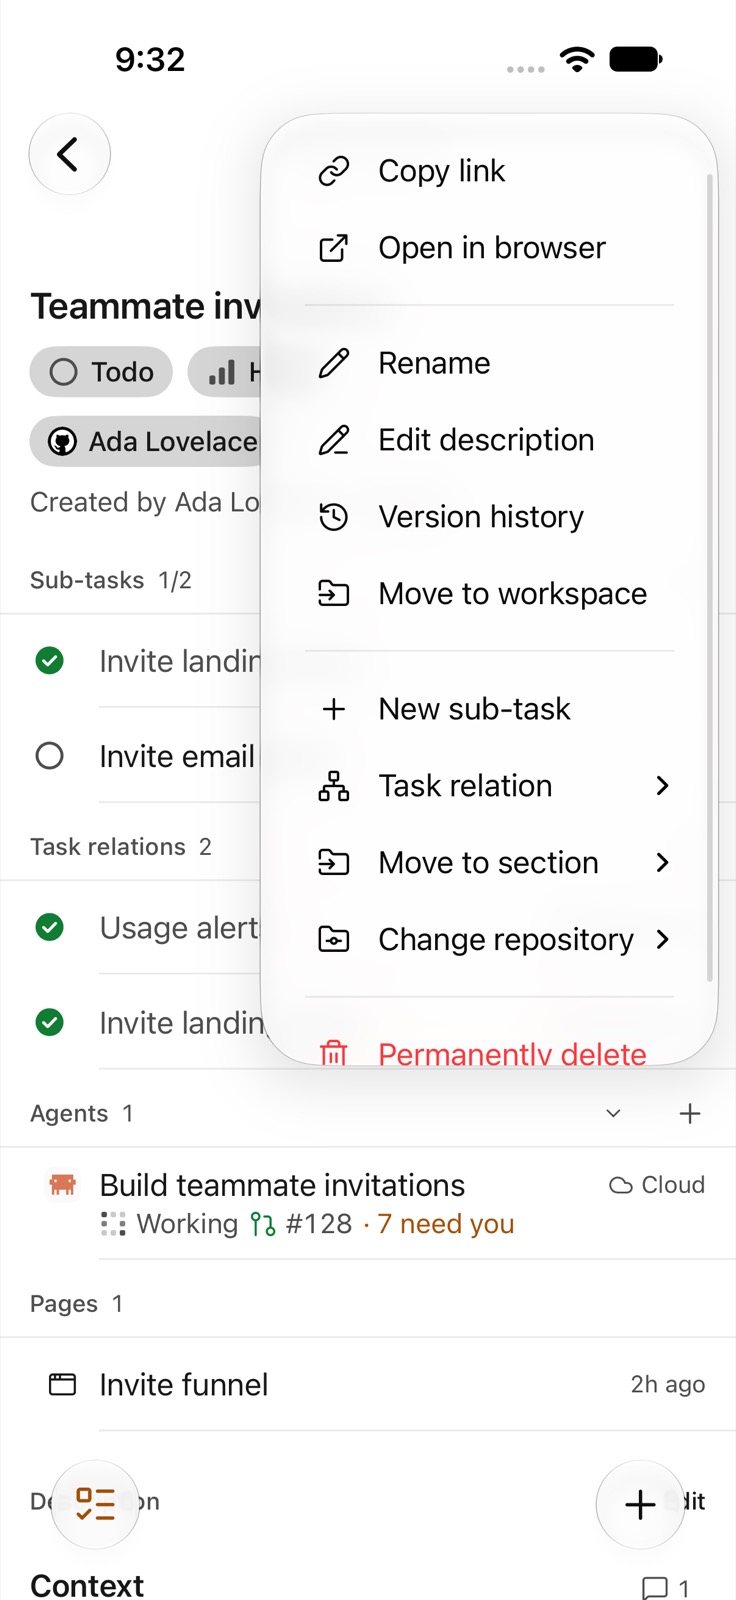 9:32
Copy link
Open in browser
Rename
Edit description
Version history
Move to workspace
New sub-task
Task relation
Move to section
Change repository
Permanently delete
Teammate inv
Todo
H
Ada Lovelace
Created by Ada Lo
Sub-tasks 1/2
Invite landin
Invite email
Task relations 2
Usage alert
Invite landin
Agents 1
Build teammate invitations
Cloud
Working #128 · 7 need you
Pages 1
Invite funnel
2h ago
De on
dit
Context
1